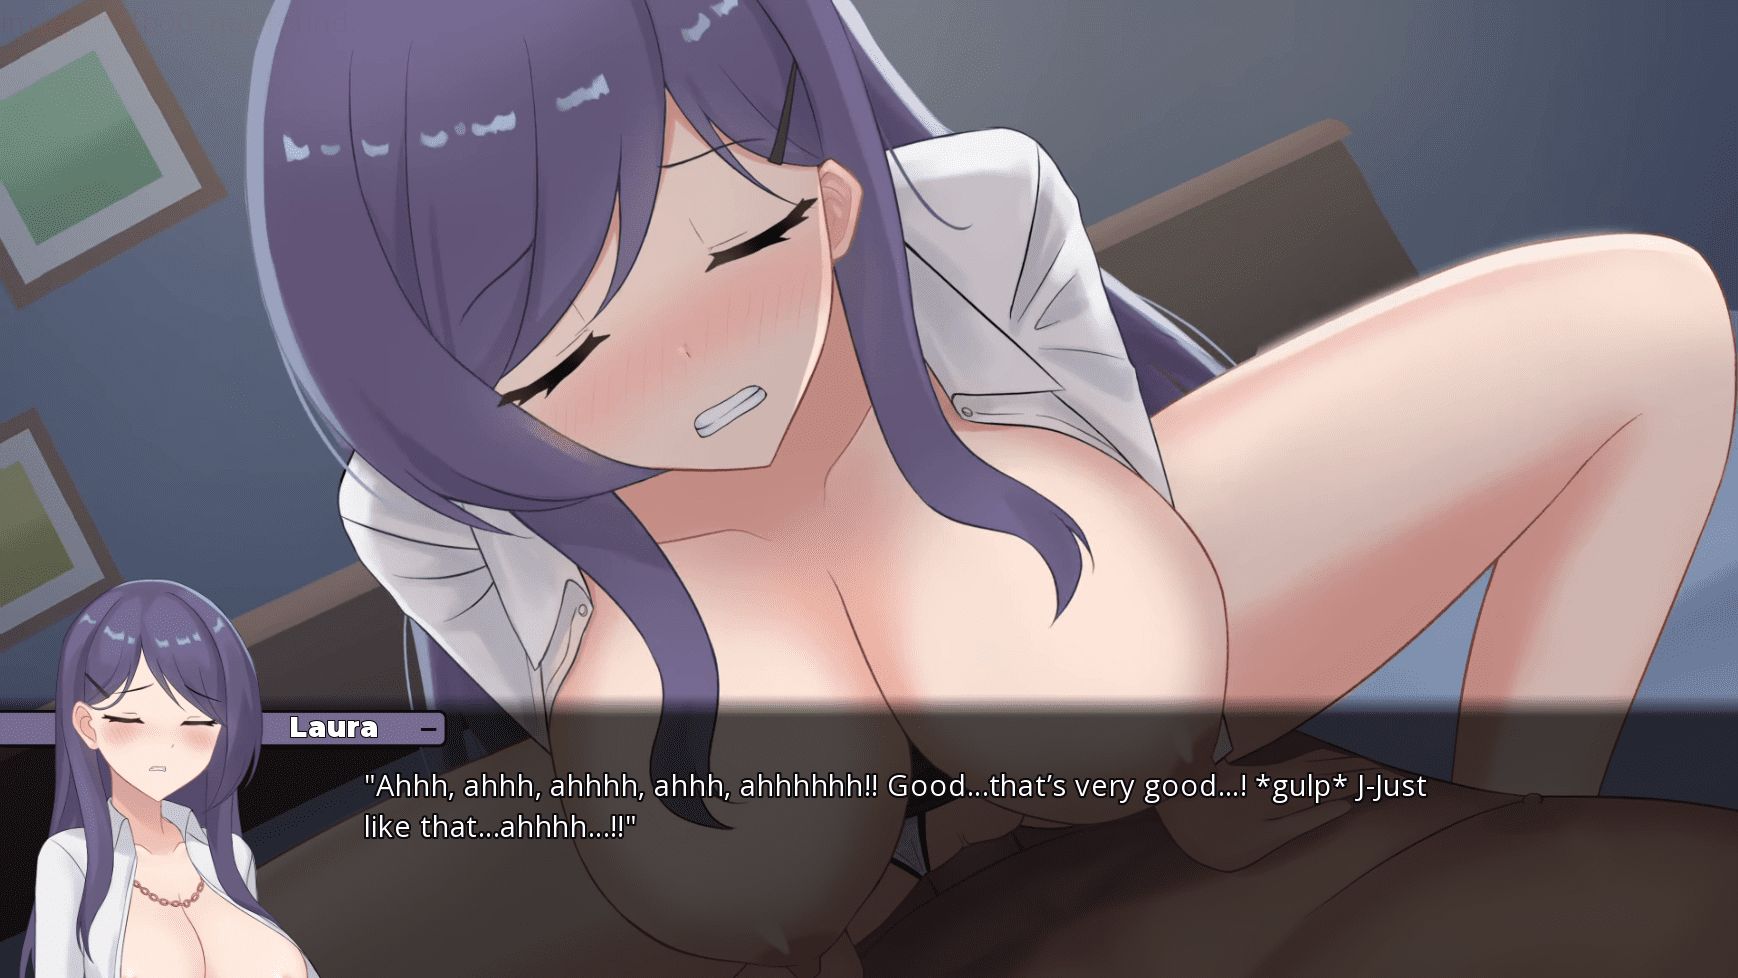 Laura
"Ahhh, ahhh, ahhhh, ahhh, ahhhhhh!! Good...that’s very good...! *gulp* J-Just
like that...ahhhh...!!"